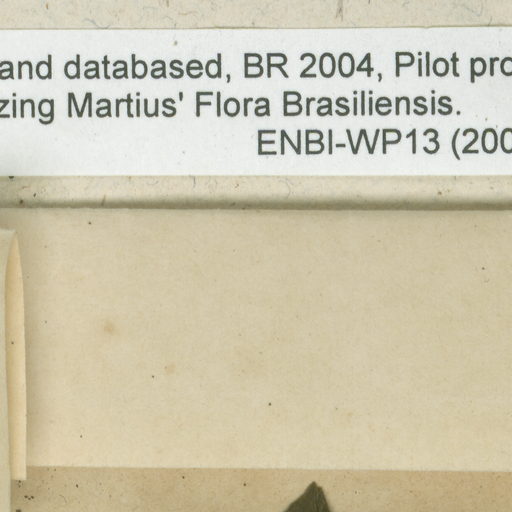 and databased, BR 2004, Pilot pro
zing Martius' Flora Brasiliensis.
ENBI-WP13 (200